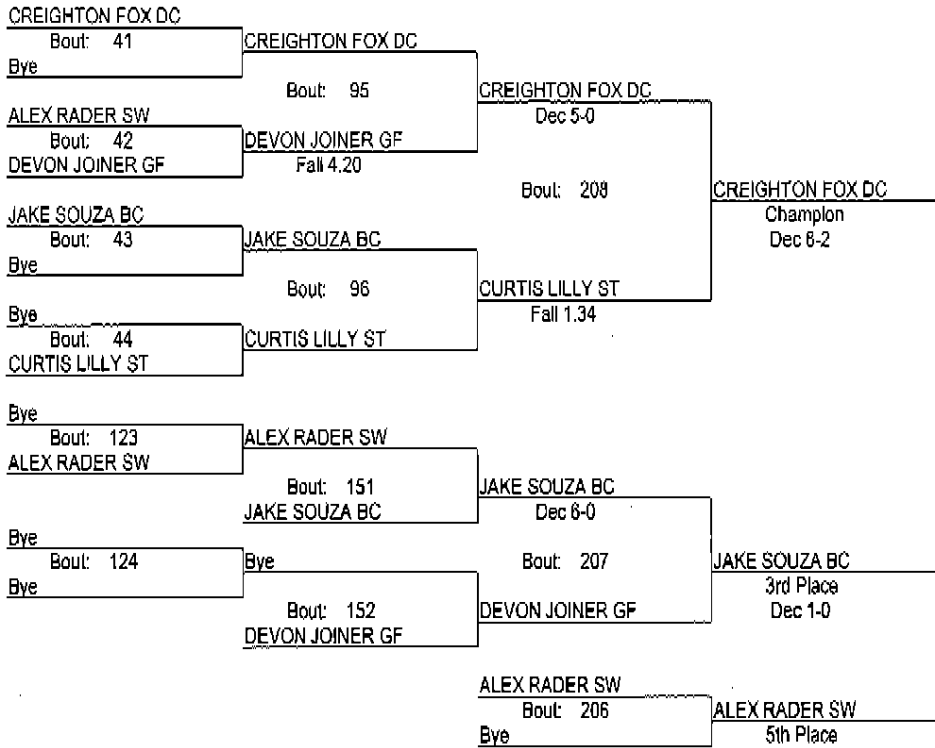 CREIGHTON FOX DC
Bout: 41 CREIGHTON FOX DC
Bye
Bout: 95 CREIGHTON FOX DC
ALEX RADER SW Dec 5-0
Bout: 42 DEVON JOINER GF
DEVON JOINER GF Fall 4.20
Bout: 208 CREIGHTON FOX DC
JAKE SOUZA BC Champion
Bout: 43 JAKE SOUZA BC Dec 6-2
Bye
Bout: 96 CURTIS LILLY ST
Bye Fall 1.34
Bout: 44 CURTIS LILLY ST
CURTIS LILLY ST
Bye
Bout: 123 ALEX RADER SW
ALEX RADER SW
Bout: 151 JAKE SOUZA BC
JAKE SOUZA BC Dec 6-0
Bye
Bout: 124 Bye Bout: 207 JAKE SOUZA BC
Bye 3rd Place
Bout: 152 DEVON JOINER GF Dec 1-0
DEVON JOINER GF
ALEX RADER SW
Bout: 206 ALEX RADER SW
Bye 5th Place